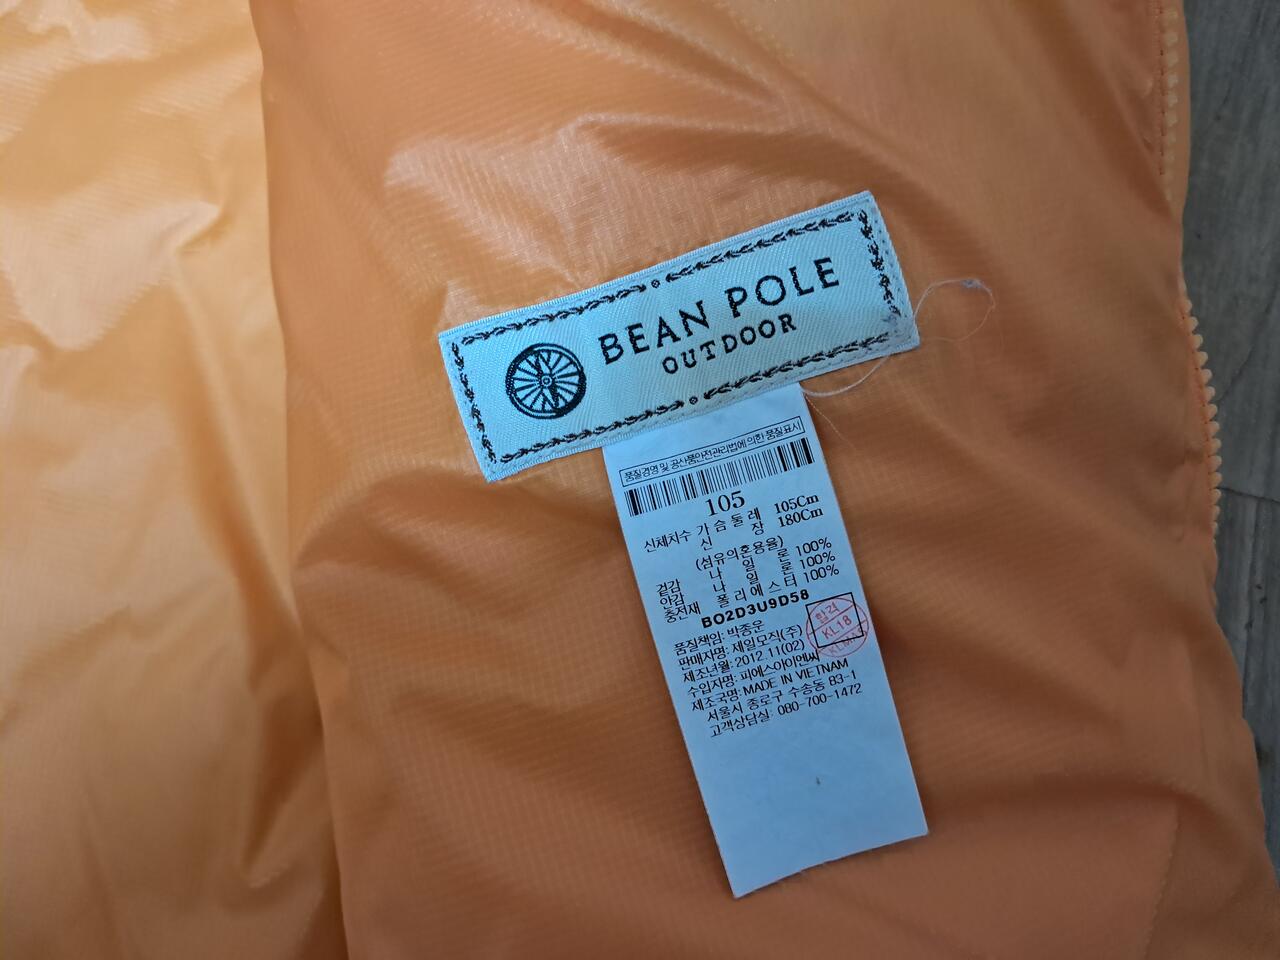 BEAN POLE
OUTDOOR
품질경영 및 공산품안전관리법에 의한 품질표시
105
신체치수 가 슴 둘 레 105Cm
신 장 180Cm
(섬유의혼용율)
겉감 나 일 론 100%
안감 나 일 론 100%
충전재 폴 리 에 스 터 100%
BO2D3U9D58
품질책임: 박종우
합격
KL18
판매자명: 제일모직(주)
제조년월: 2012.11(02)
수입자명: 피에스아이엔씨
제조국명: MADE IN VIETNAM
서울시 종로구 수송동 83-1
고객상담실: 080-700-1472